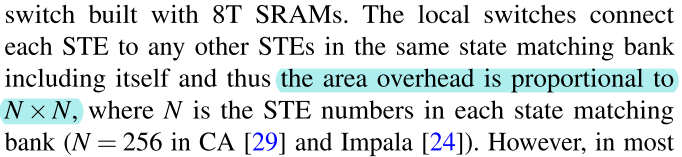 switch built with 8T SRAMs. The local switches connect
each STE to any other STEs in the same state matching bank
including itself and thus the area overhead is proportional to
N × N, where N is the STE numbers in each state matching
bank (N = 256 in CA [29] and Impala [24]). However, in most